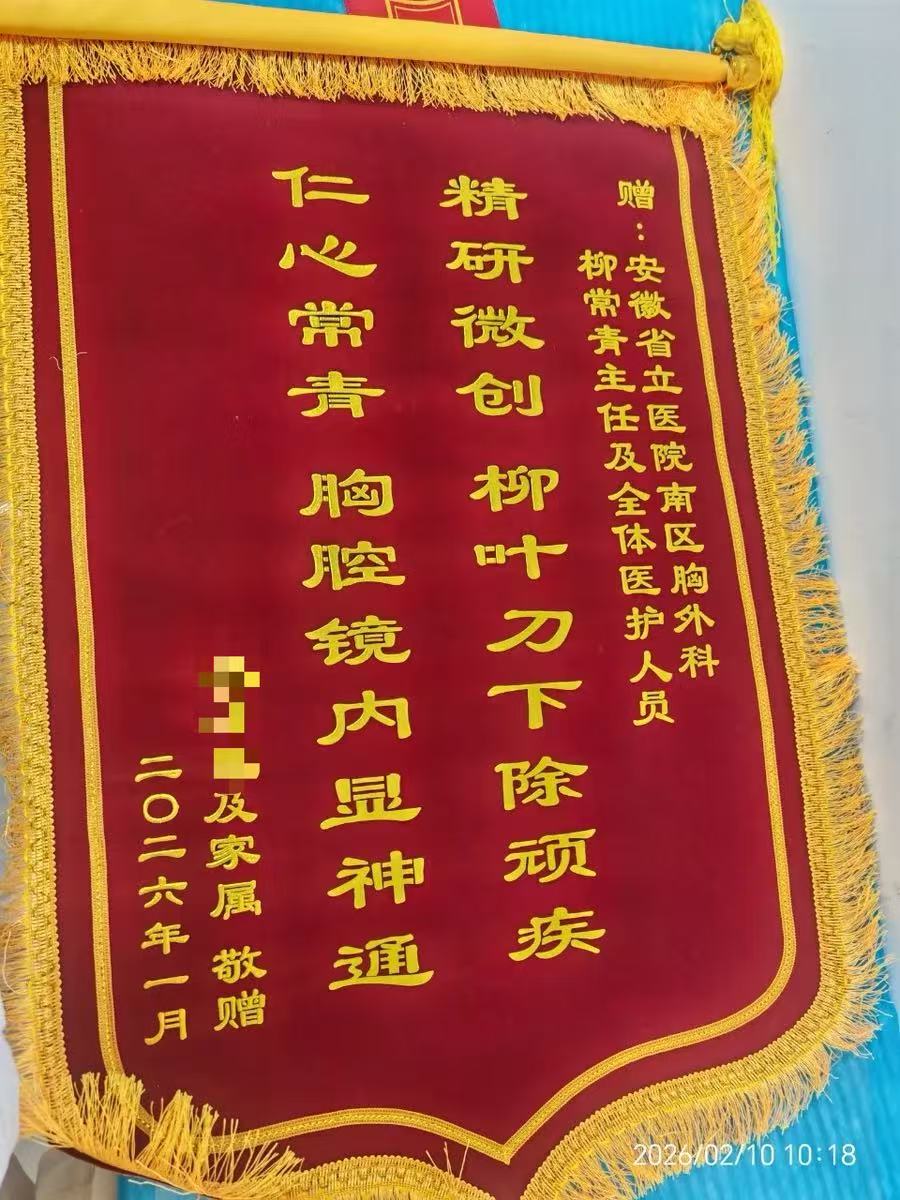 赠：安徽省立医院南区胸外科
柳常青主任及全体医护人员
精研微创 柳叶刀下除顽疾
仁心常青 胸腔镜内显神通
及家属 敬赠
二〇二六年一月
2026/02/10 10:18